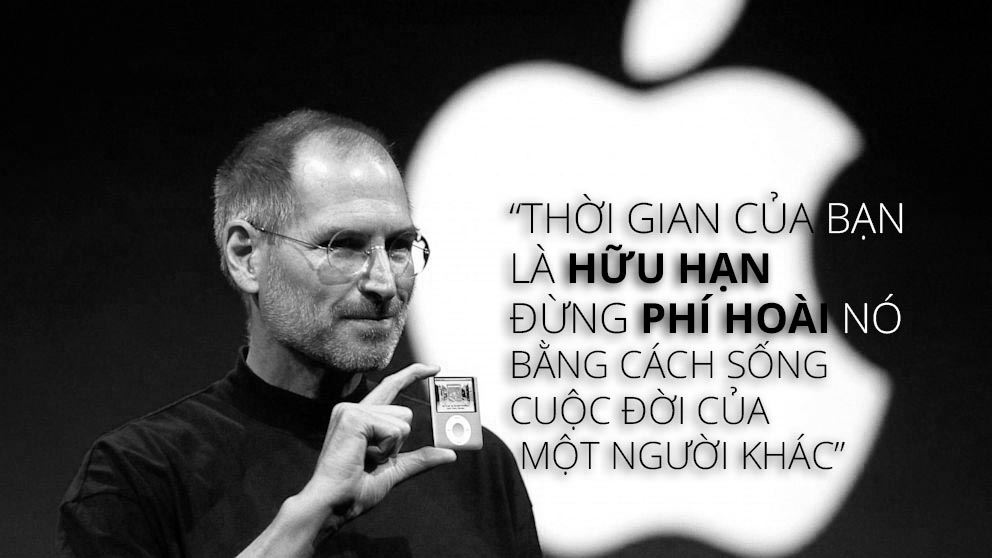 “THỜI GIAN CỦA BẠN
LÀ HỮU HẠN
ĐỪNG PHÍ HOÀI NÓ
BẰNG CÁCH SỐNG
CUỘC ĐỜI CỦA
MỘT NGƯỜI KHÁC”